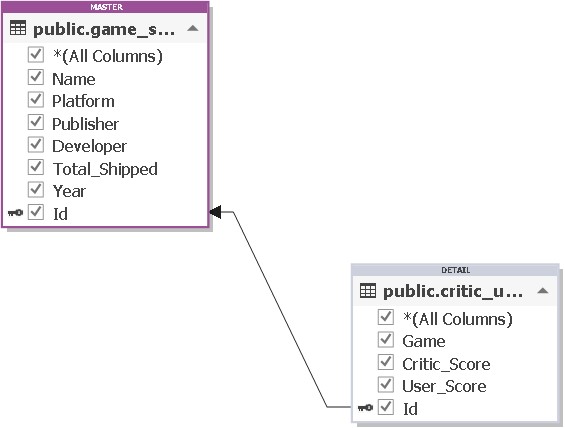 MASTER
public.game_s...
*(All Columns)
Name
Platform
Publisher
Developer
Total_Shipped
Year
Id
DETAIL
public.critic_u...
*(All Columns)
Game
Critic_Score
User_Score
Id